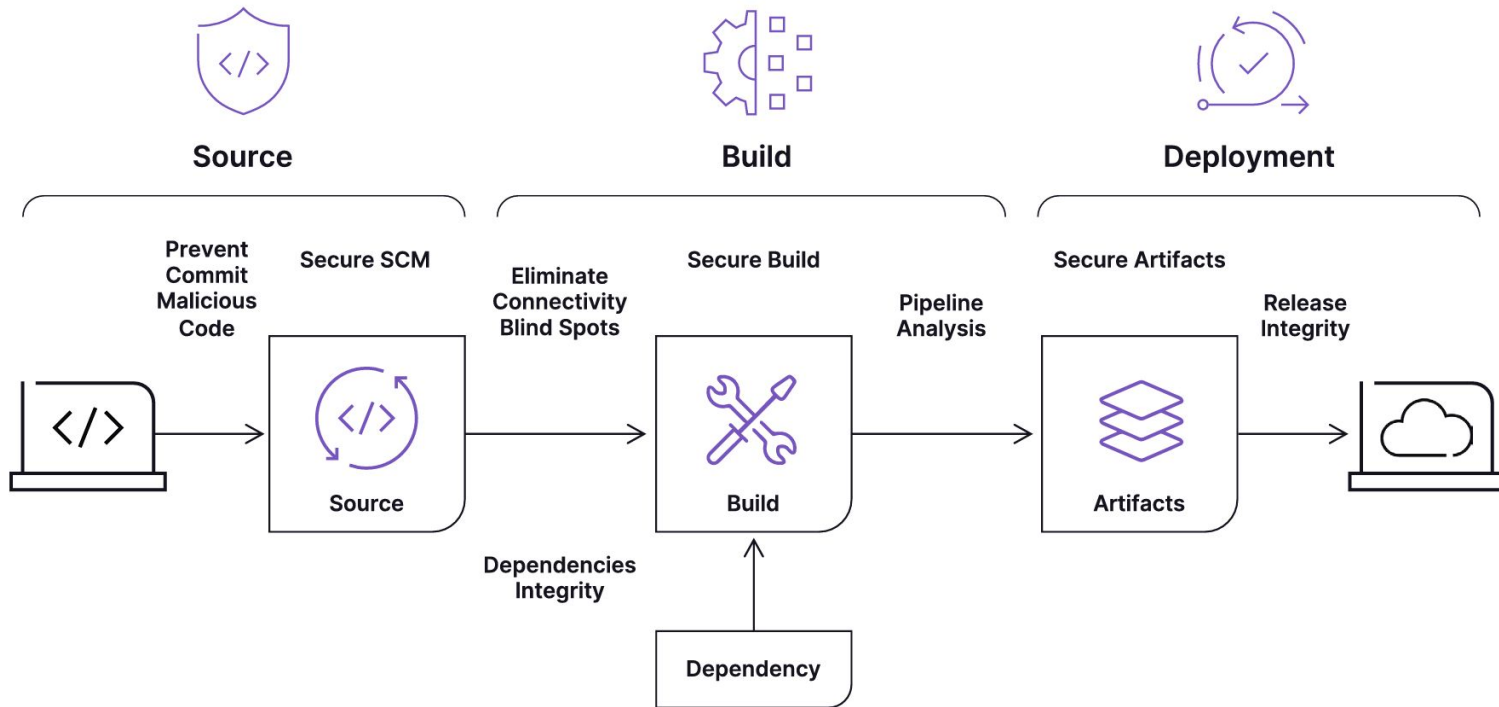 Source
Build
Deployment
Prevent
Commit
Malicious
Code
Secure SCM
Eliminate
Connectivity
Blind Spots
Secure Build
Pipeline
Analysis
Secure Artifacts
Release
Integrity
</>
</>
</>
Source
Build
Artifacts
Dependencies
Integrity
Dependency